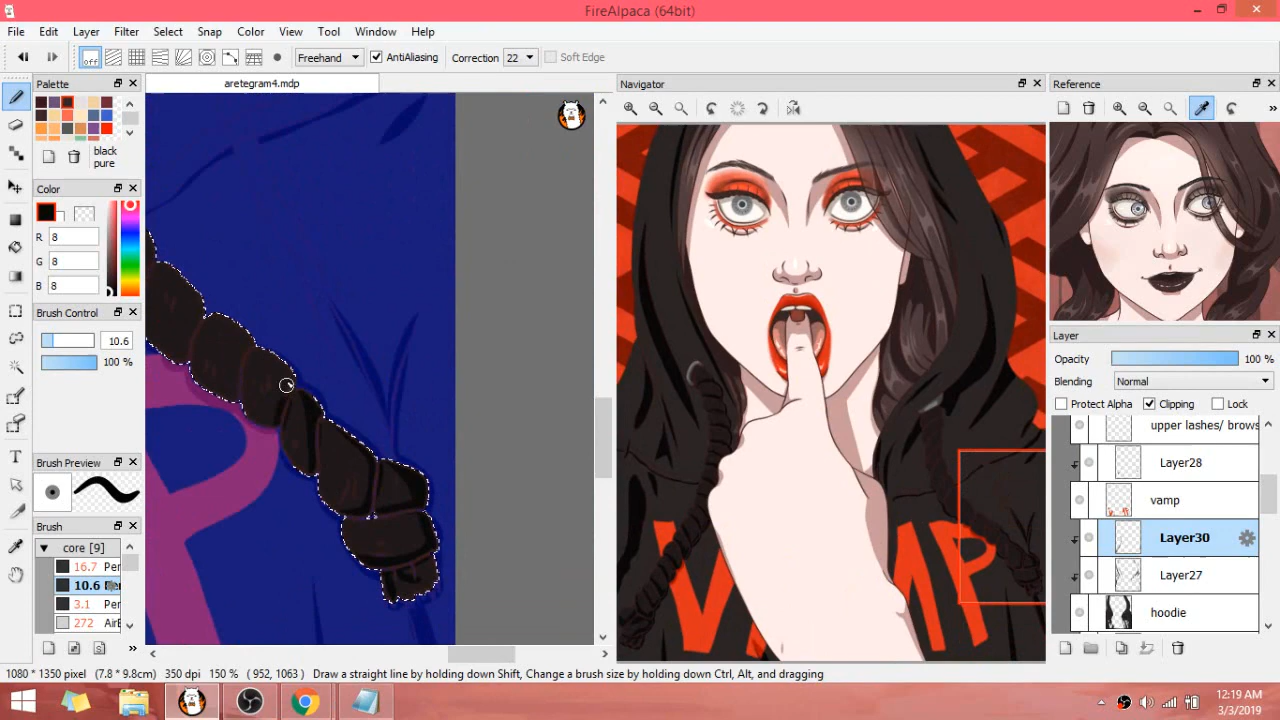 FireAlpaca (64bit)
File Edit Layer Filter Select Snap Color View Tool Window Help
off Freehand AntiAliasing Correction 22 Soft Edge
Palette
aretegram4.mdp
Navigator
Reference
black
pure
Color
R 8
G 8
B 8
Brush Control
10.6
100 %
Brush Preview
Brush
core [9]
16.7 Per
10.6
3.1 Per
272 AirE
VAMP
Layer
Opacity 100 %
Blending Normal
Protect Alpha Clipping Lock
upper lashes/ brows
Layer28
vamp
Layer30
Layer27
hoodie
1080 * 1350 pixel (7.8 * 9.8cm) 350 dpi 150 % ( 952, 1063 ) Draw a straight line by holding down Shift, Change a brush size by holding down Ctrl, Alt, and dragging
12:19 AM
3/3/2019